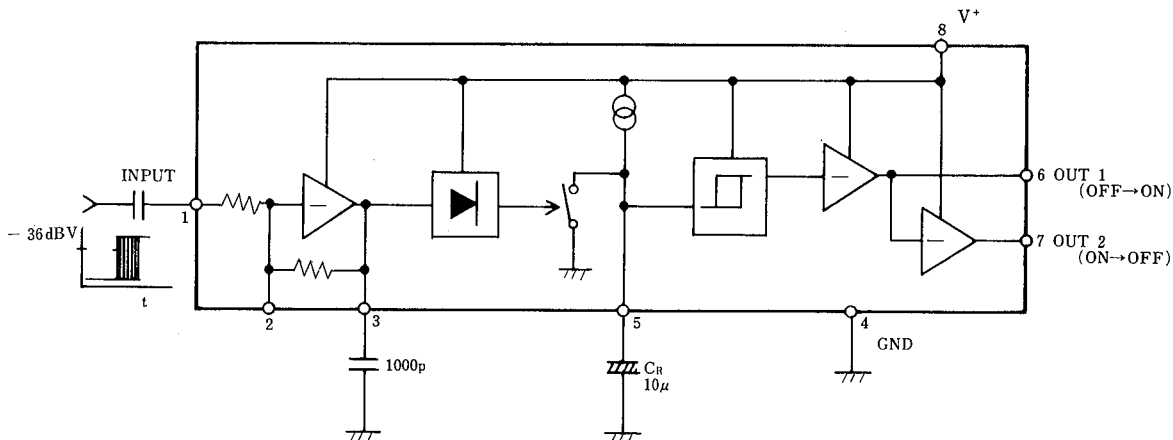 8 V+
INPUT
1
− 36dBV
t
6 OUT 1
(OFF→ON)
7 OUT 2
(ON→OFF)
2
3
5
4
GND
1000p
CR
10μ